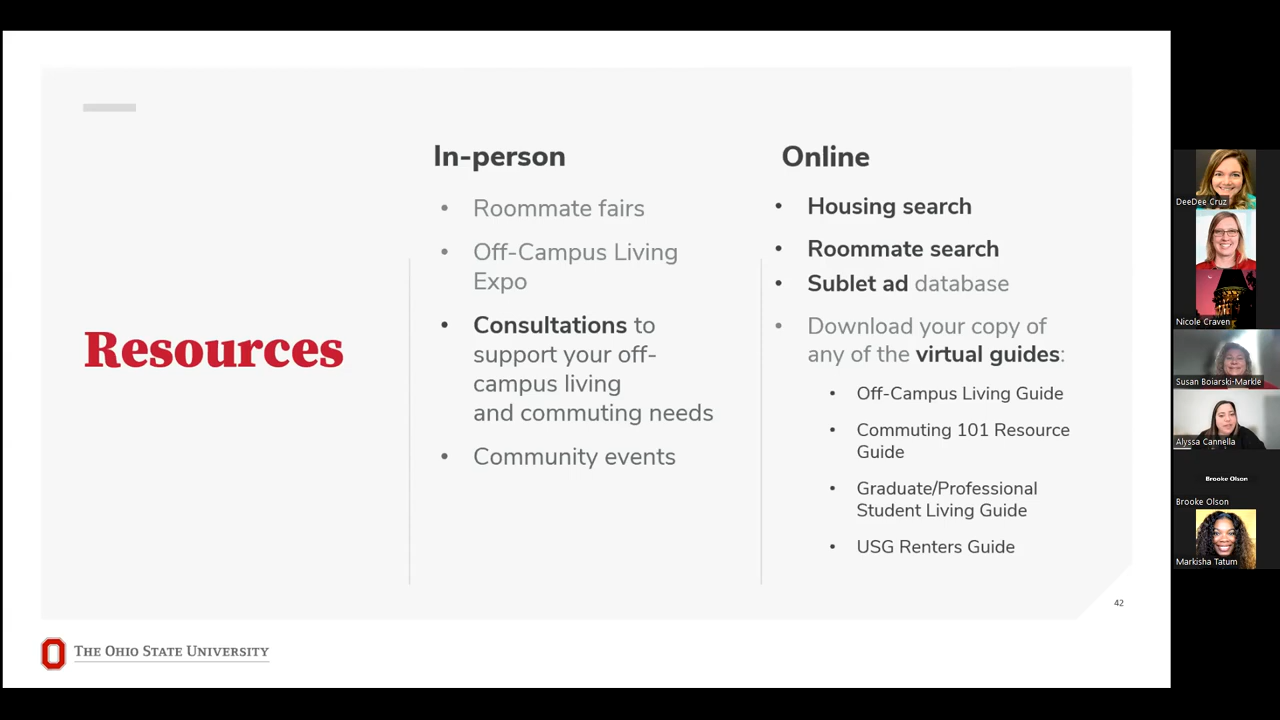 Resources
In-person
• Roommate fairs
• Off-Campus Living
Expo
• Consultations to
support your off-
campus living
and commuting needs
• Community events
Online
• Housing search
• Roommate search
• Sublet ad database
• Download your copy of
any of the virtual guides:
• Off-Campus Living Guide
• Commuting 101 Resource
Guide
• Graduate/Professional
Student Living Guide
• USG Renters Guide
42
THE OHIO STATE UNIVERSITY
DeeDee Cruz
Nicole Craven
Susan Boiarski-Markle
Alyssa Cannella
Brooke Olson
Brooke Olson
Markisha Tatum